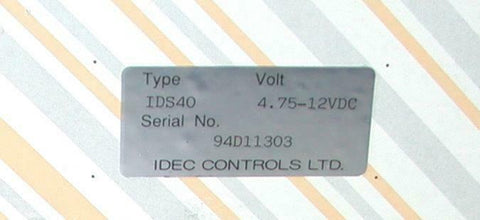 Type Volt
IDS40 4.75-12VDC
Serial No.
94D11303
IDEC CONTROLS LTD.